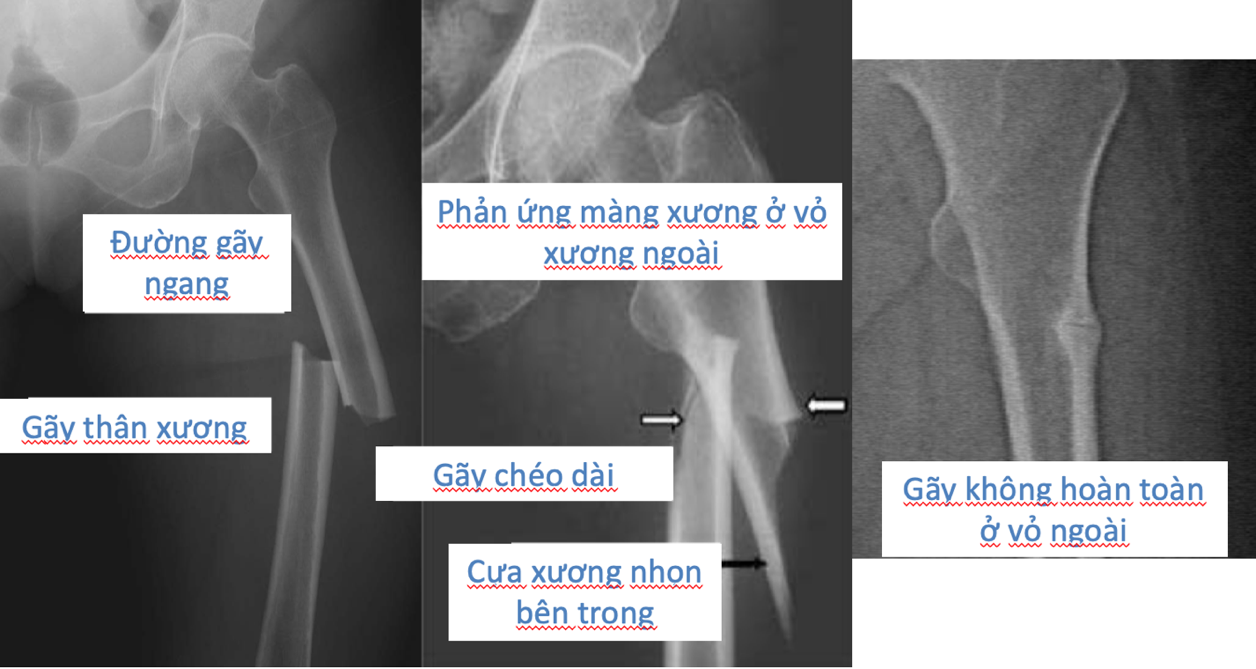 Đường gãy
ngang
Gãy thân xương
Phản ứng màng xương ở vỏ
xương ngoài
Gãy chéo dài
Cưa xương nhọn
bên trong
Gãy không hoàn toàn
ở vỏ ngoài